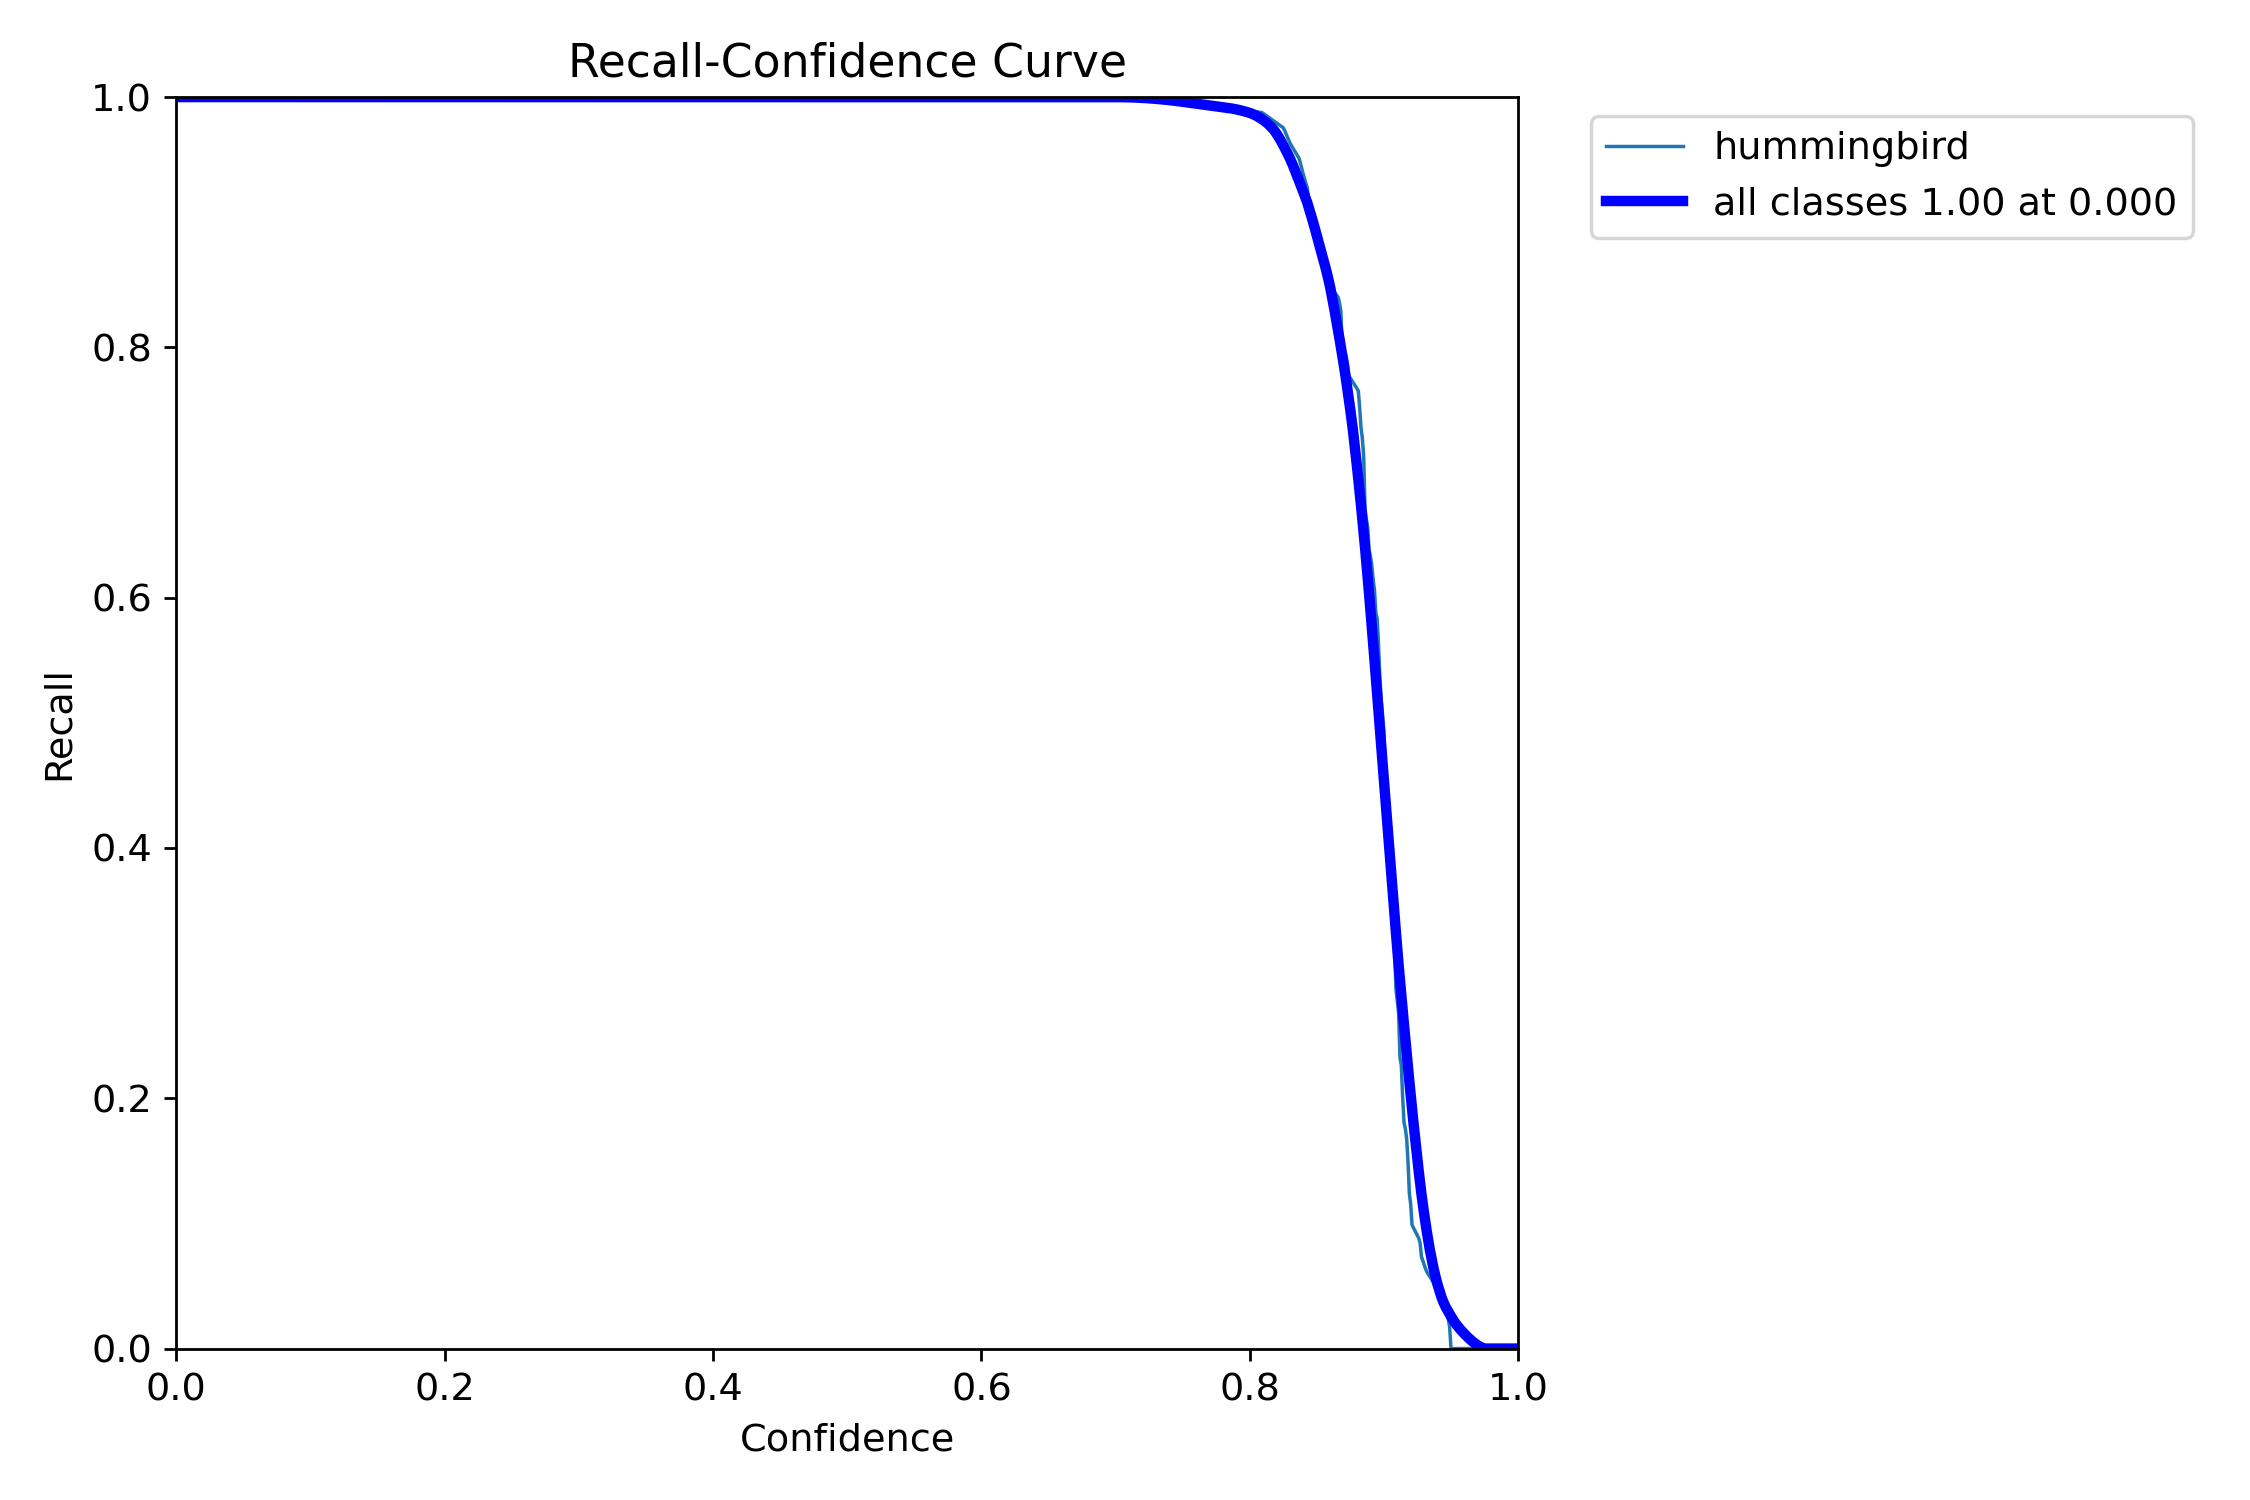 Recall-Confidence Curve
1.0
0.8
0.6
0.4
0.2
0.0
Recall
0.0 0.2 0.4 0.6 0.8 1.0
Confidence
hummingbird
all classes 1.00 at 0.000